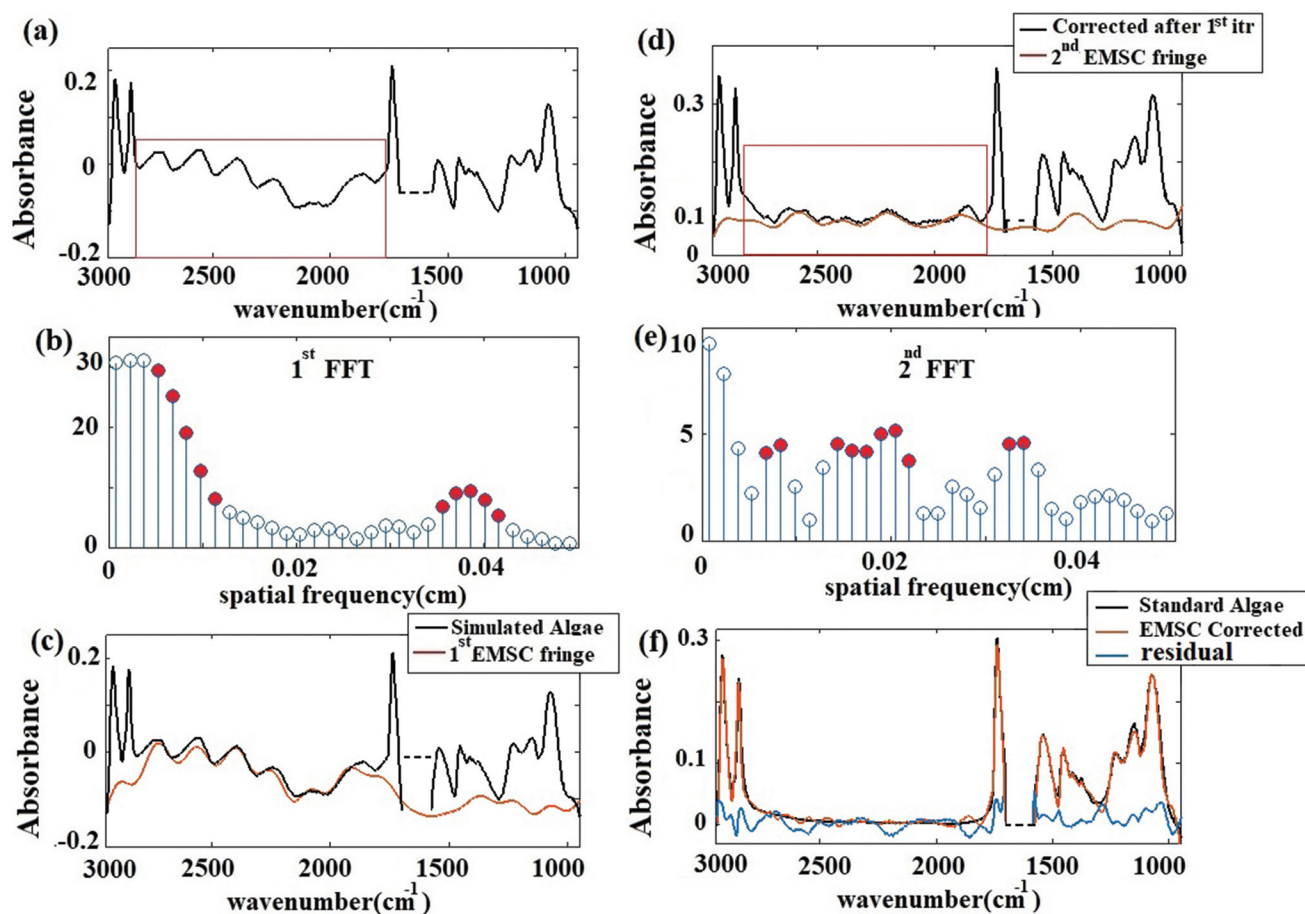 (a)
0.2
0
-0.2
Absorbance
3000 2500 2000 1500 1000
wavenumber(cm-1)
(b)
1st FFT
30
20
10
0
0 0.02 0.04
spatial frequency(cm)
(c)
Simulated Algae
1st EMSC fringe
0.2
0
-0.2
Absorbance
3000 2500 2000 1500 1000
wavenumber(cm-1)
(d)
Corrected after 1st itr
2nd EMSC fringe
0.3
0.1
0
Absorbance
3000 2500 2000 1500 1000
wavenumber(cm-1)
(e)
2nd FFT
10
5
0
0 0.02 0.04
spatial frequency(cm)
(f)
Standard Algae
EMSC Corrected
residual
0.3
0.1
0
Absorbance
3000 2500 2000 1500 1000
wavenumber(cm-1)